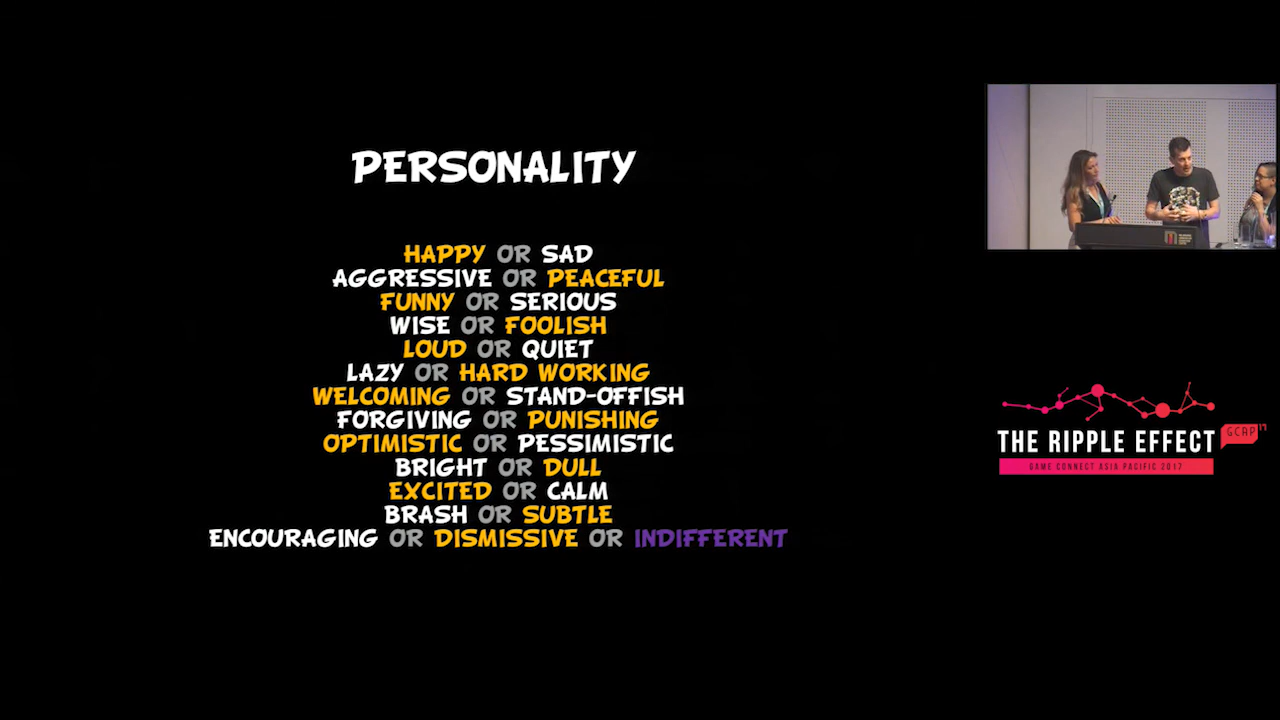 PERSONALITY
HAPPY OR SAD
AGGRESSIVE OR PEACEFUL
FUNNY OR SERIOUS
WISE OR FOOLISH
LOUD OR QUIET
LAZY OR HARD WORKING
WELCOMING OR STAND-OFFISH
FORGIVING OR PUNISHING
OPTIMISTIC OR PESSIMISTIC
BRIGHT OR DULL
EXCITED OR CALM
BRASH OR SUBTLE
ENCOURAGING OR DISMISSIVE OR INDIFFERENT
THE RIPPLE EFFECT
GCAP 17
GAME CONNECT ASIA PACIFIC 2017